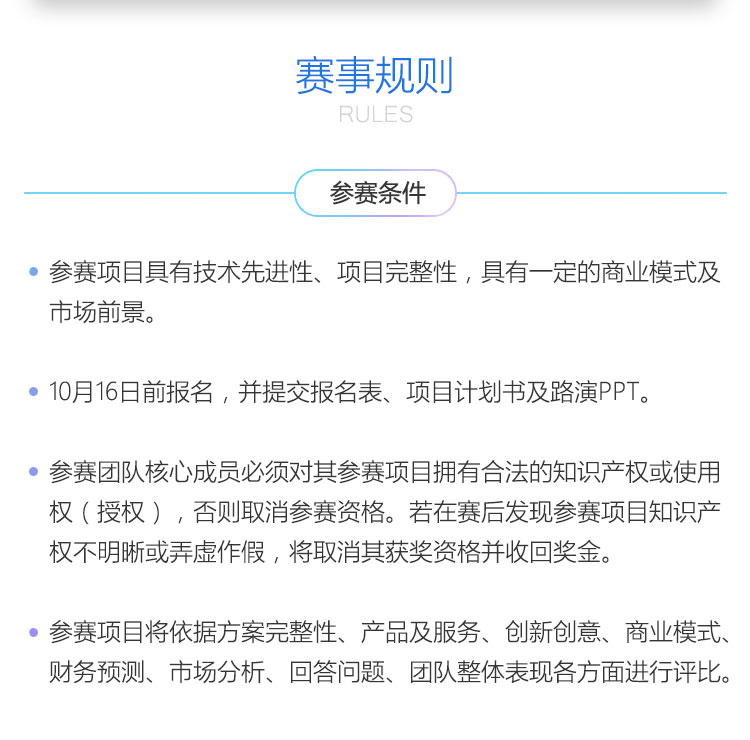 赛事规则
RULES
参赛条件
参赛项目具有技术先进性、项目完整性，具有一定的商业模式及
市场前景。
10月16日前报名，并提交报名表、项目计划书及路演PPT。
参赛团队核心成员必须对其参赛项目拥有合法的知识产权或使用
权（授权），否则取消参赛资格。若在赛后发现参赛项目知识产
权不明晰或弄虚作假，将取消其获奖资格并收回奖金。
参赛项目将依据方案完整性、产品及服务、创新创意、商业模式、
财务预测、市场分析、回答问题、团队整体表现各方面进行评比。